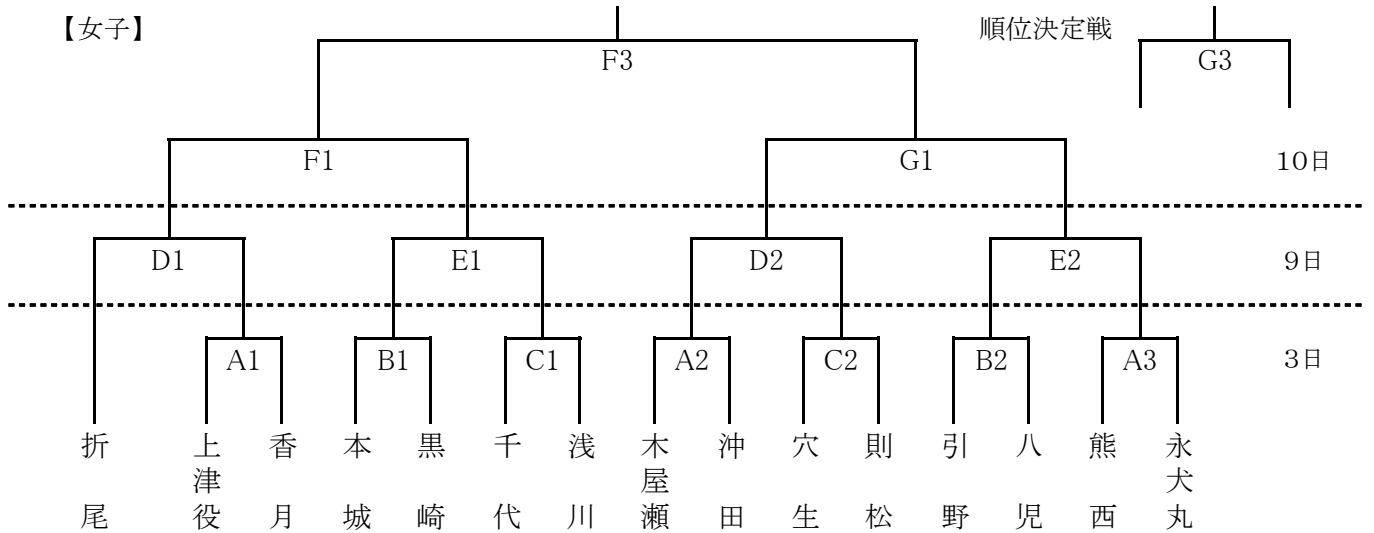 【女子】
順位決定戦
F3
G3
F1
G1
10日
D1
E1
D2
E2
9日
A1
B1
C1
A2
C2
B2
A3
3日
折尾
上津役
香月
本城
黒崎
千代
浅川
木屋瀬
沖田
穴生
則松
引野
八児
熊西
永犬丸